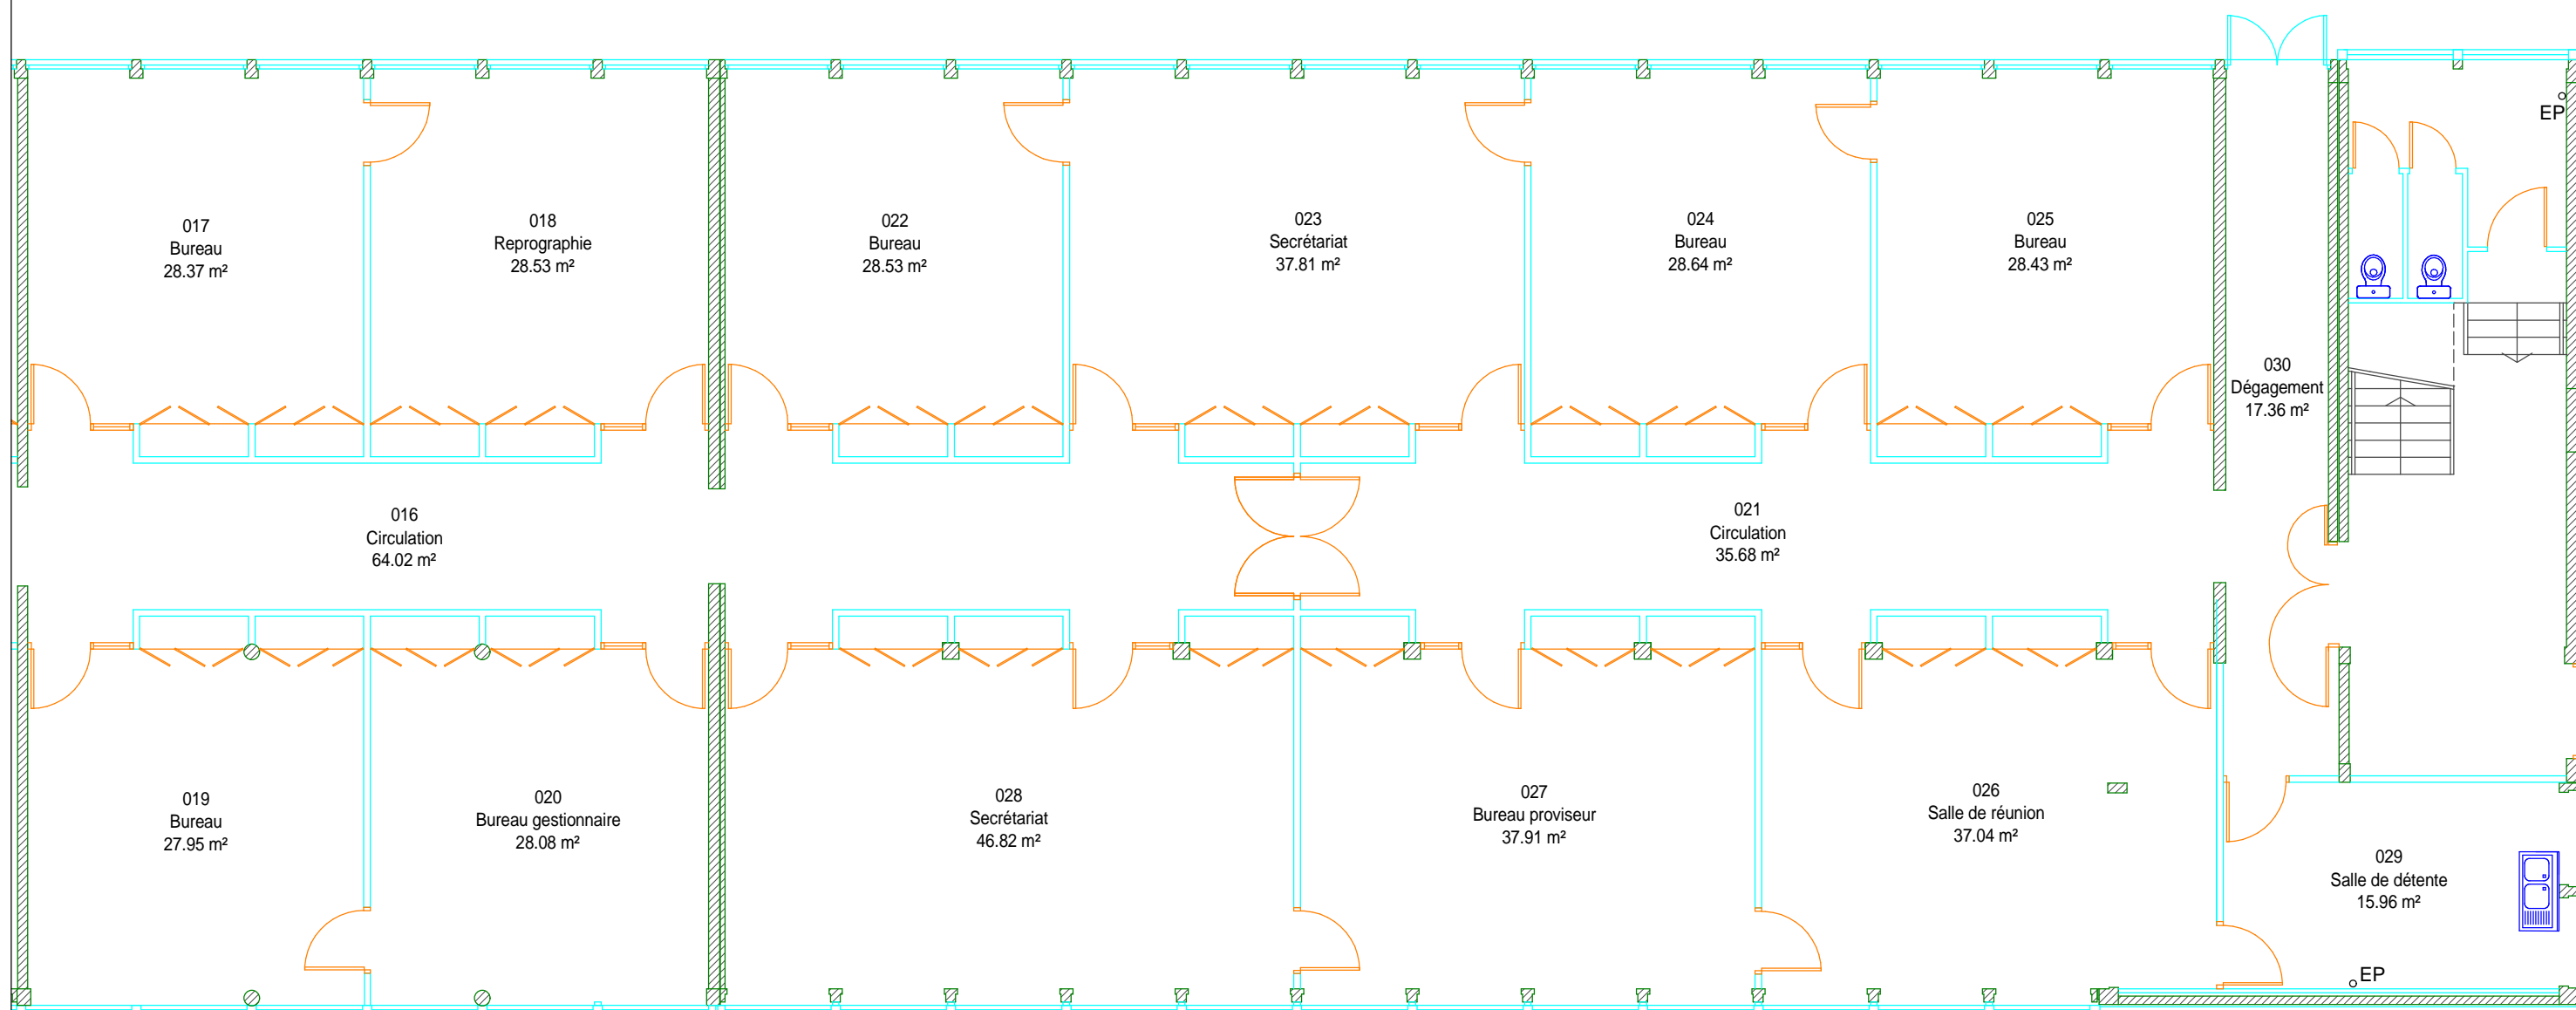 EP
017
Bureau
28.37 m²
018
Reprographie
28.53 m²
022
Bureau
28.53 m²
023
Secrétariat
37.81 m²
024
Bureau
28.64 m²
025
Bureau
28.43 m²
030
Dégagement
17.36 m²
016
Circulation
64.02 m²
021
Circulation
35.68 m²
019
Bureau
27.95 m²
020
Bureau gestionnaire
28.08 m²
028
Secrétariat
46.82 m²
027
Bureau proviseur
37.91 m²
026
Salle de réunion
37.04 m²
029
Salle de détente
15.96 m²
EP